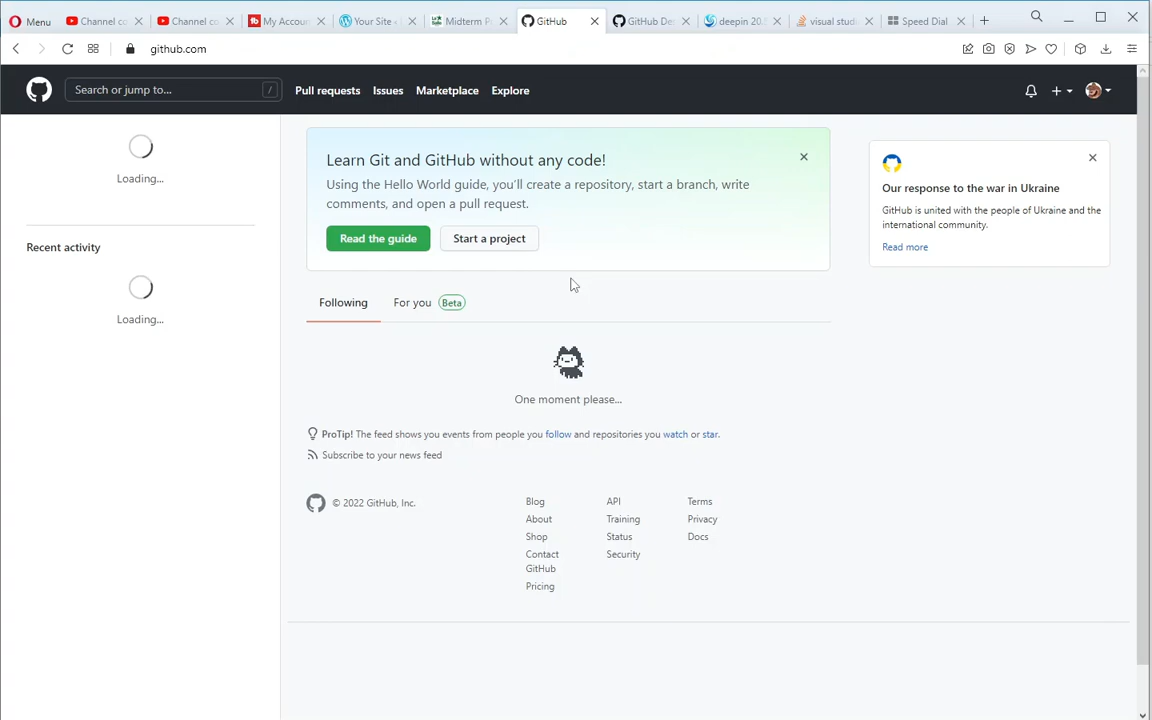 Menu
Channel co
Channel co
My Accoun
Your Site
Midterm P
GitHub
GitHub De
deepin 20.
visual studi
Speed Dial
github.com
Search or jump to...
/
Pull requests
Issues
Marketplace
Explore
Loading...
Recent activity
Loading...
Learn Git and GitHub without any code!
Using the Hello World guide, you'll create a repository, start a branch, write
comments, and open a pull request.
Read the guide
Start a project
Following
For you
Beta
One moment please...
ProTip! The feed shows you events from people you follow and repositories you watch or star.
Subscribe to your news feed
Our response to the war in Ukraine
GitHub is united with the people of Ukraine and the
international community.
Read more
© 2022 GitHub, Inc.
Blog
About
Shop
Contact
GitHub
Pricing
API
Training
Status
Security
Terms
Privacy
Docs